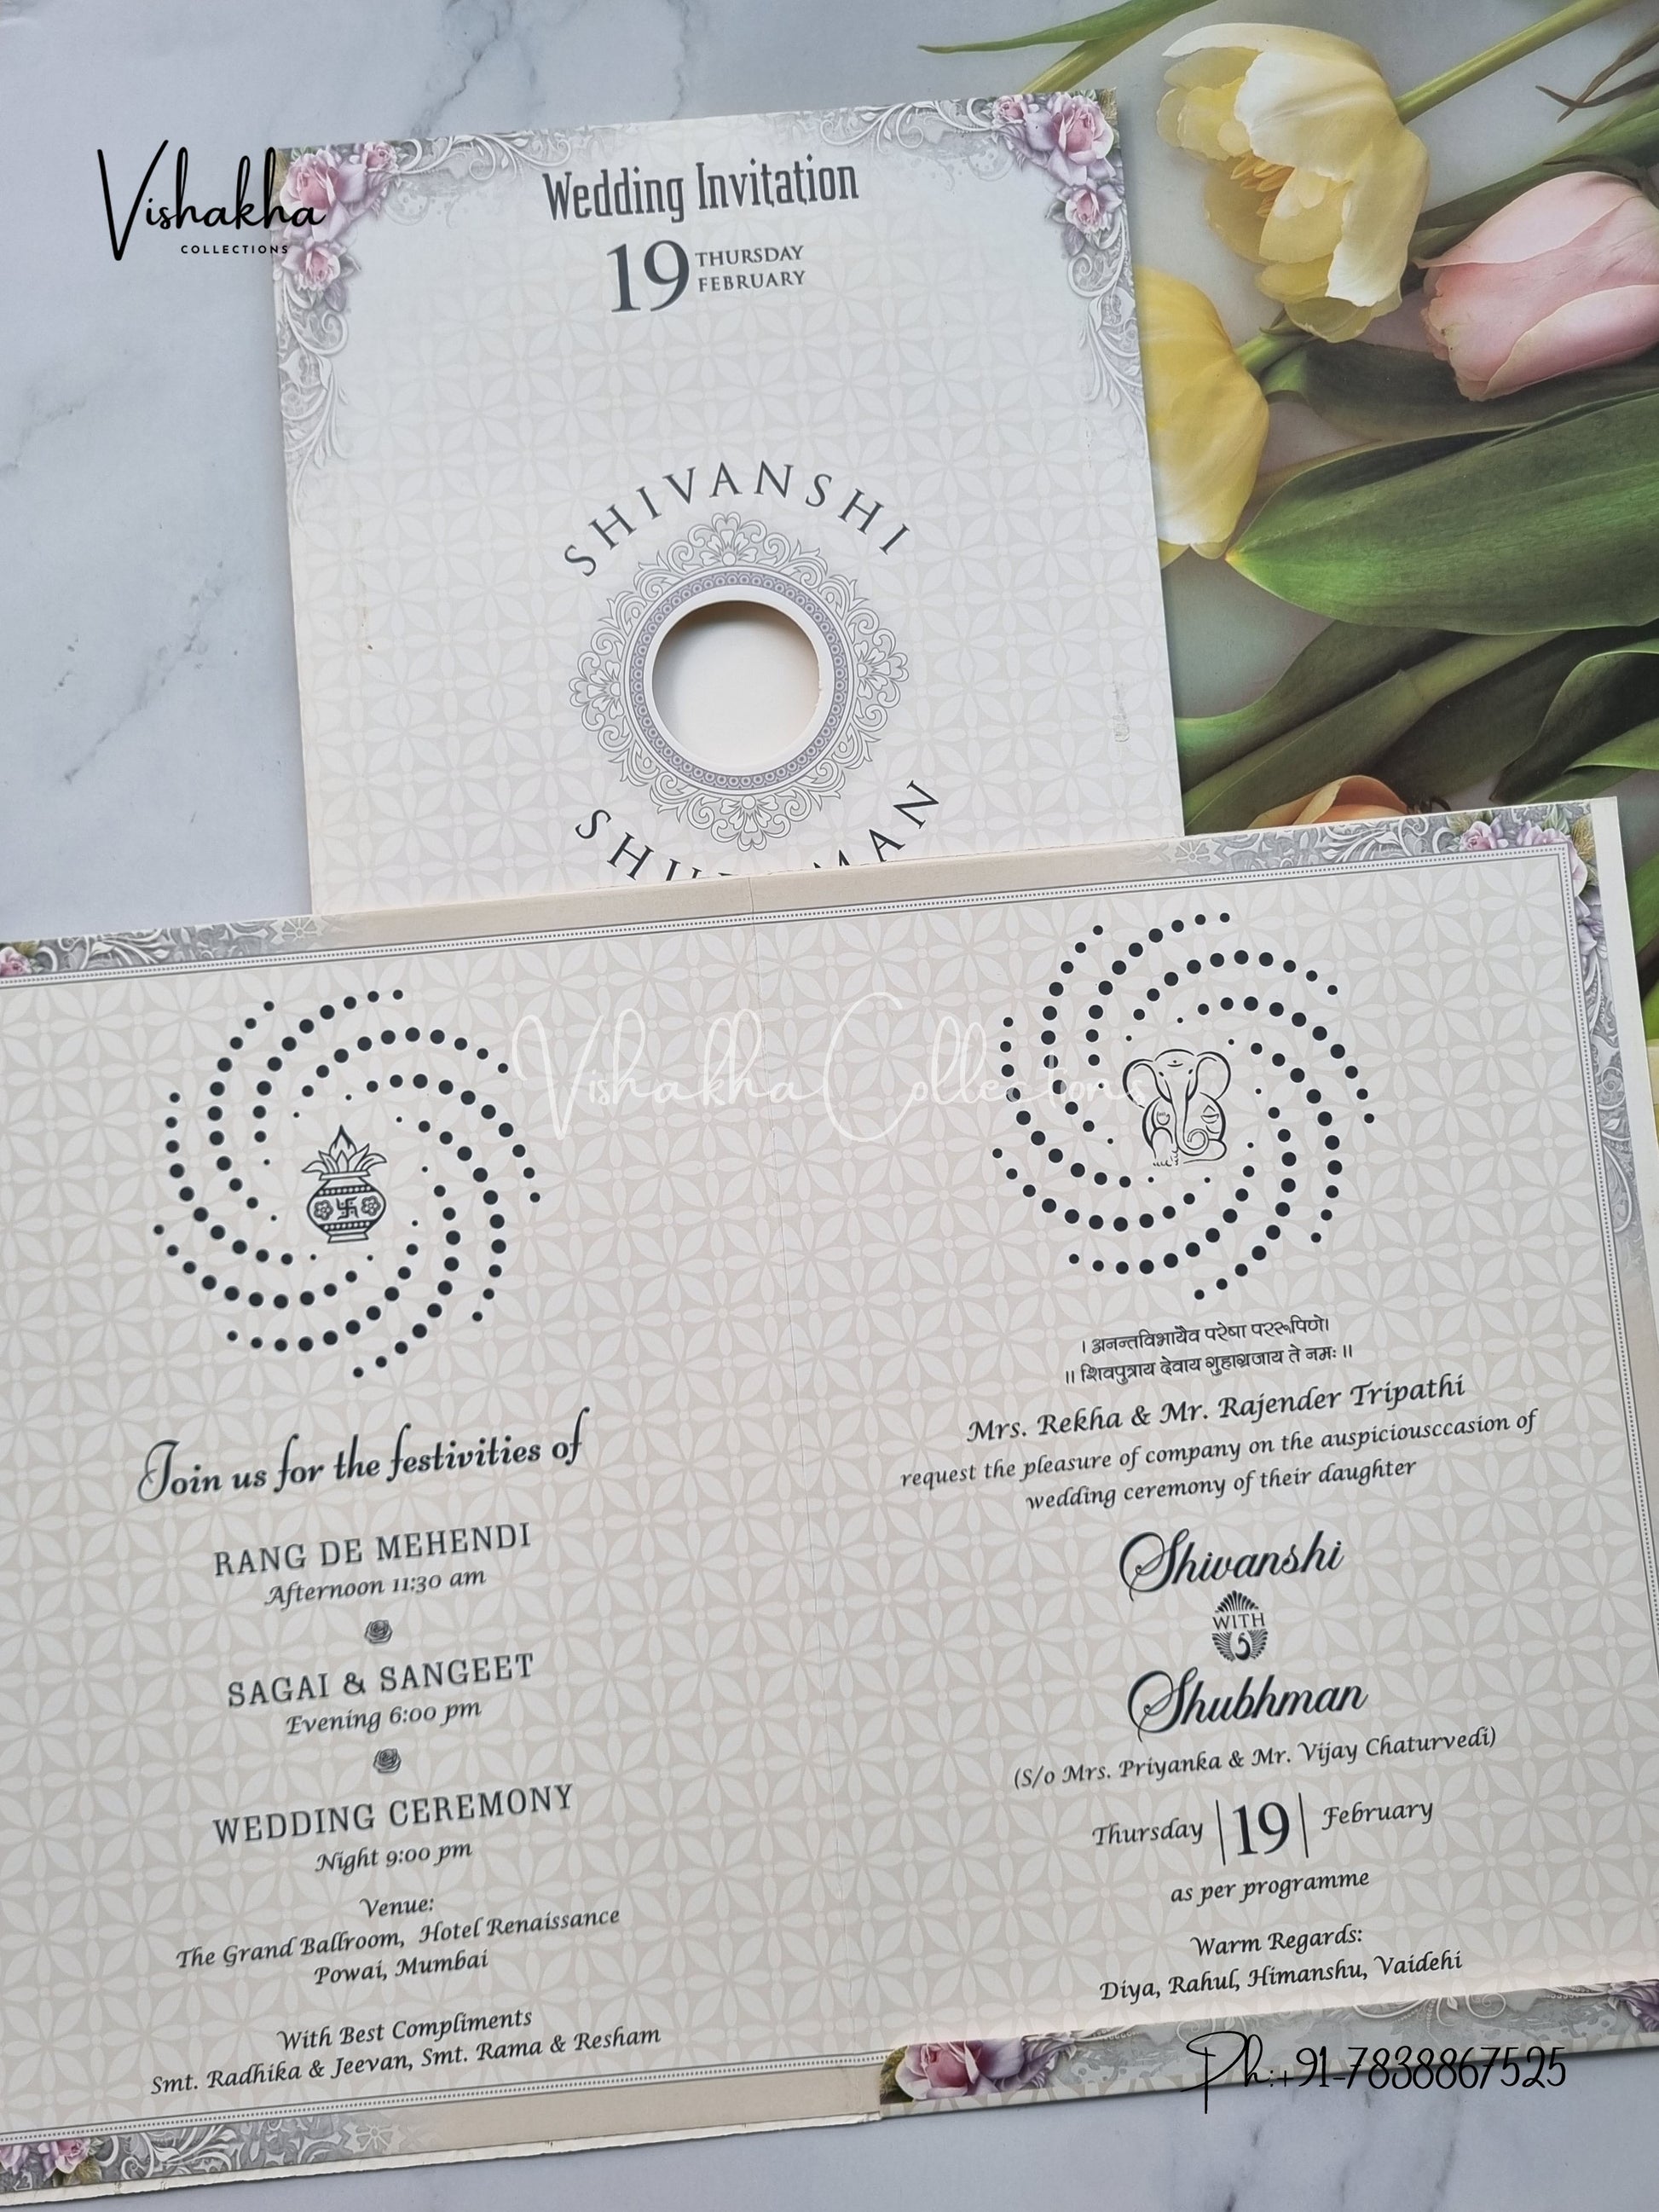 Vishakha
COLLECTIONS
Wedding Invitation
19 THURSDAY
FEBRUARY
SHIVANSHI
Vishakha Collections
Join us for the festivities of
RANG DE MEHENDI
Afternoon 11:30 am
SAGAI & SANGEET
Evening 6:00 pm
WEDDING CEREMONY
Night 9:00 pm
Venue:
The Grand Ballroom, Hotel Renaissance
Powai, Mumbai
With Best Compliments
Smt. Radhika & Jeevan, Smt. Rama & Resham
। अनन्तविभायैव परेषा पररूपिणे।
।। शिवपुत्राय देवाय गुहाग्रजाय ते नमः ।।
Mrs. Rekha & Mr. Rajender Tripathi
request the pleasure of company on the auspiciousccasion of
wedding ceremony of their daughter
Shivanshi
WITH
Shubhman
(S/o Mrs. Priyanka & Mr. Vijay Chaturvedi)
Thursday |19| February
as per programme
Warm Regards:
Diya, Rahul, Himanshu, Vaidehi
Ph:+91-7838867525